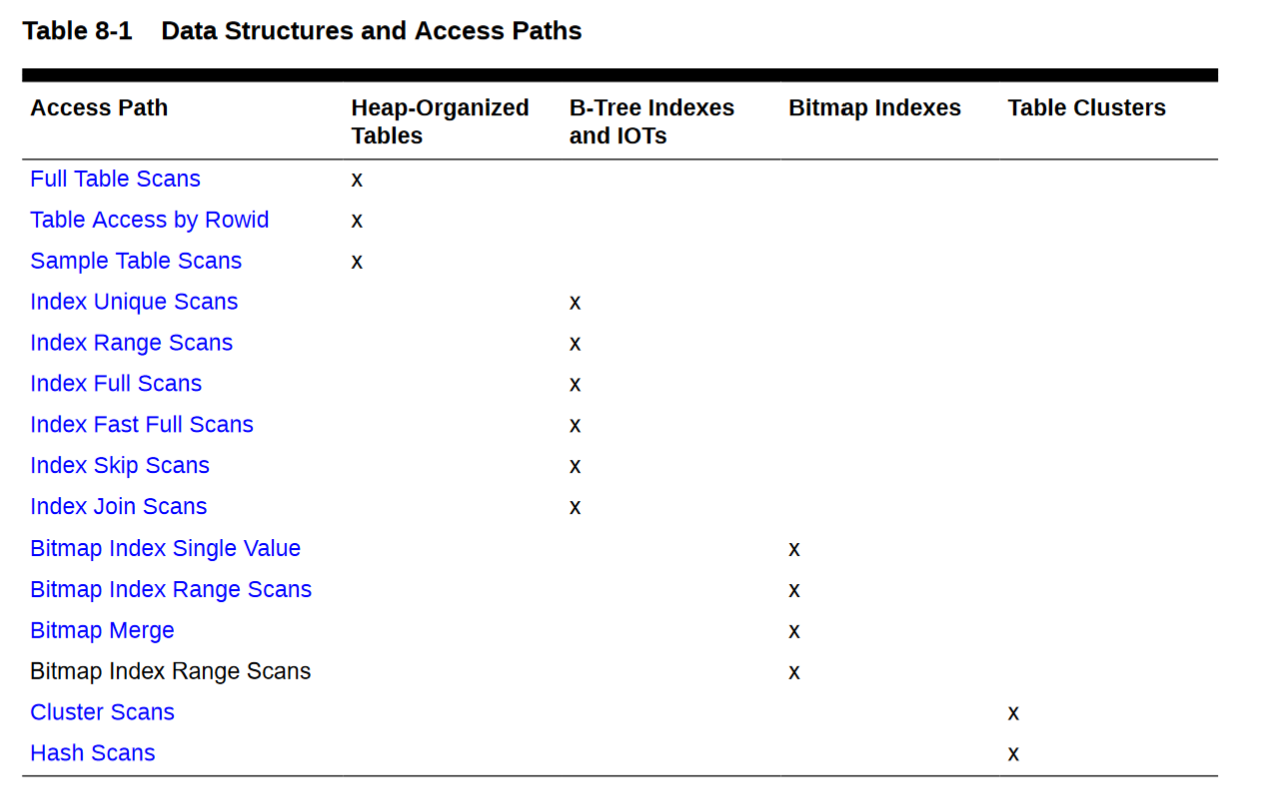 Table 8-1 Data Structures and Access Paths
Access Path Heap-Organized Tables B-Tree Indexes and IOTs Bitmap Indexes Table Clusters
Full Table Scans x
Table Access by Rowid x
Sample Table Scans x
Index Unique Scans x
Index Range Scans x
Index Full Scans x
Index Fast Full Scans x
Index Skip Scans x
Index Join Scans x
Bitmap Index Single Value x
Bitmap Index Range Scans x
Bitmap Merge x
Bitmap Index Range Scans x
Cluster Scans x
Hash Scans x